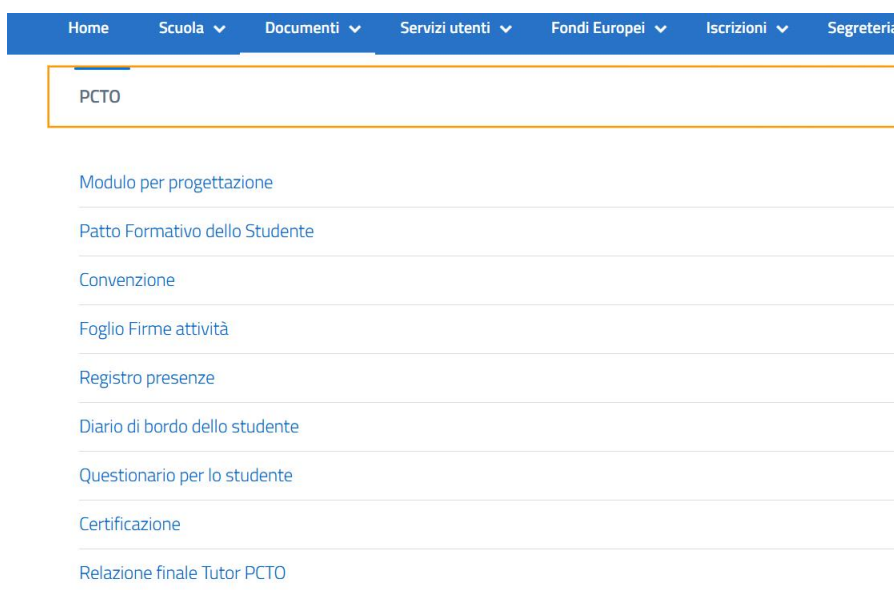 Home Scuola Documenti Servizi utenti Fondi Europei Iscrizioni Segreteria
PCTO
Modulo per progettazione
Patto Formativo dello Studente
Convenzione
Foglio Firme attività
Registro presenze
Diario di bordo dello studente
Questionario per lo studente
Certificazione
Relazione finale Tutor PCTO